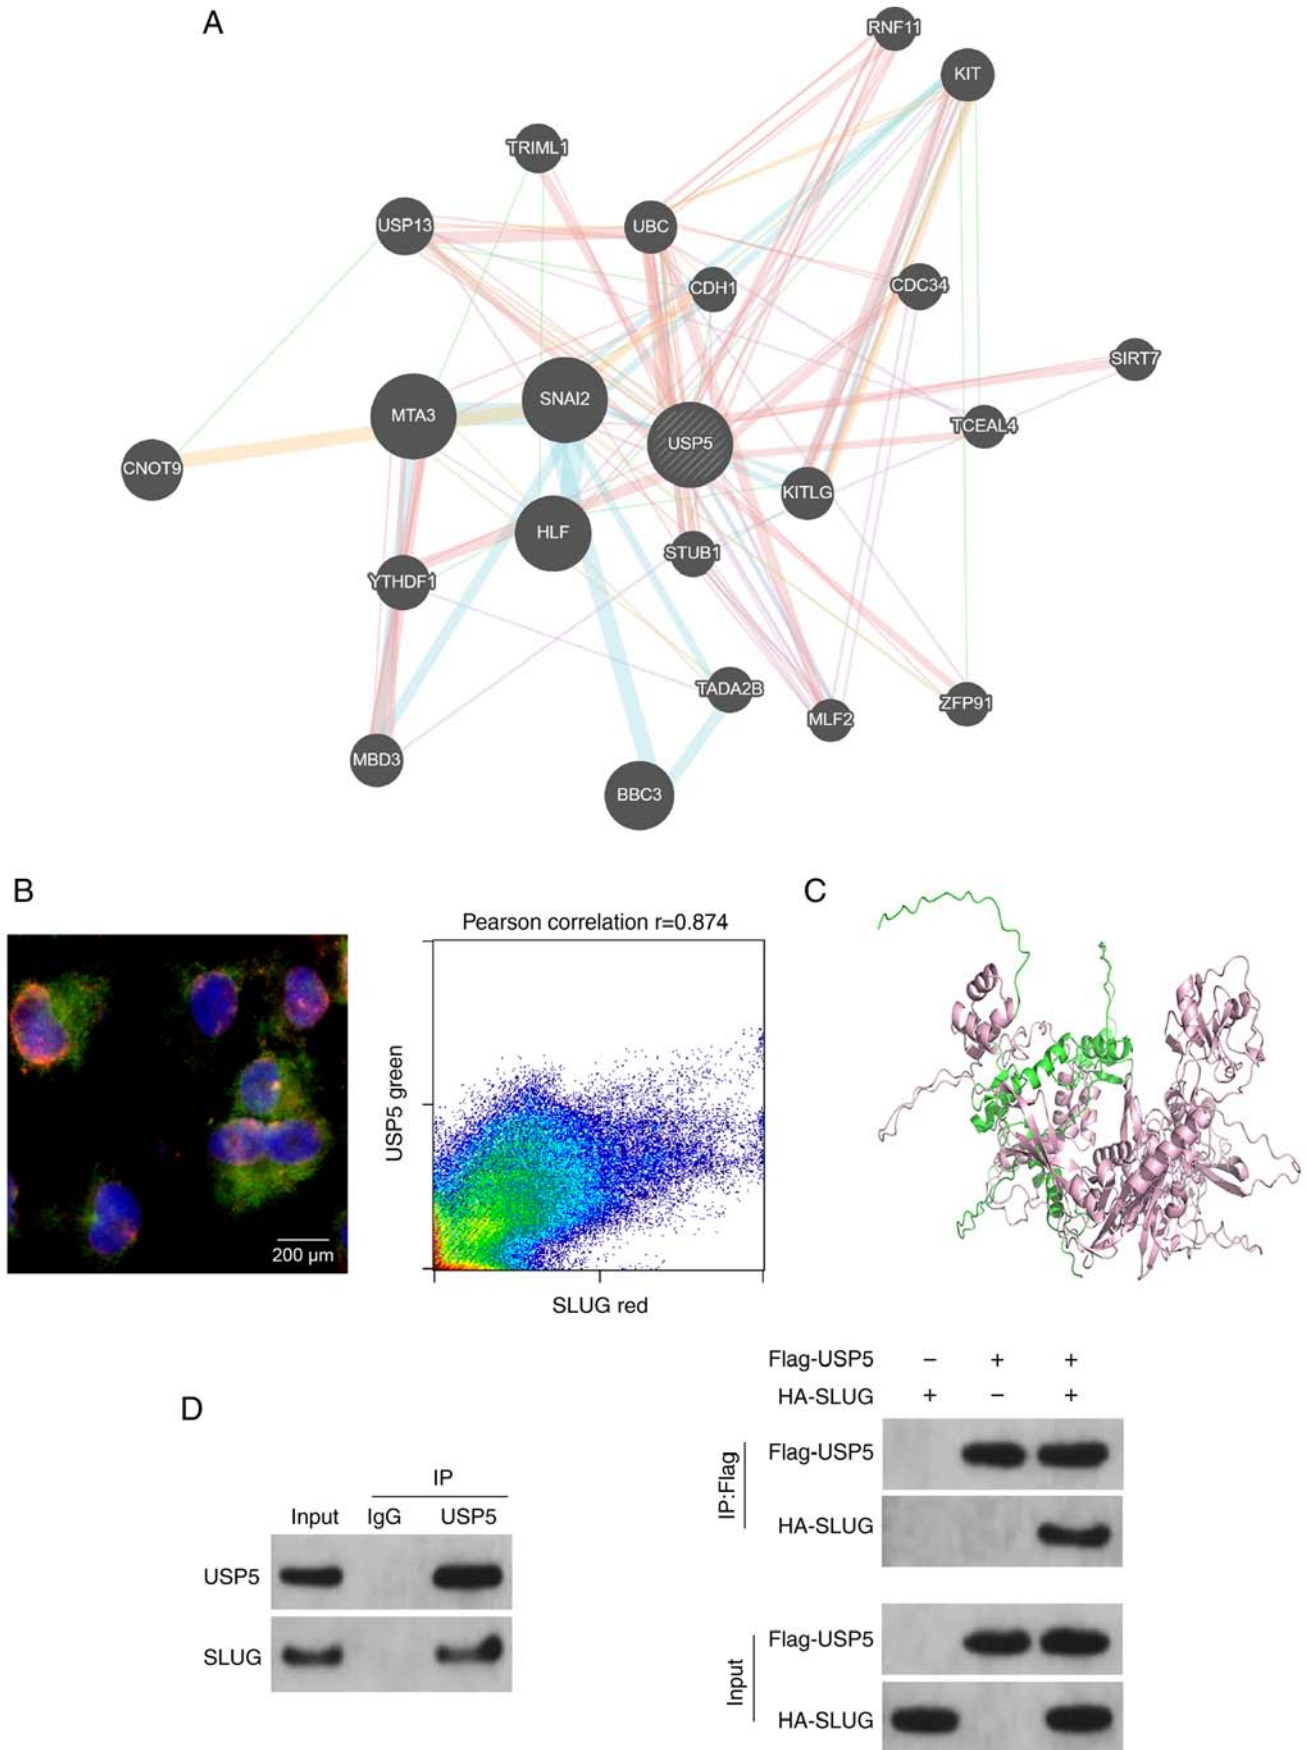 A
RNF11
KIT
TRIML1
USP13
UBC
CDH1
CDC34
SIRT7
MTA3
SNAI2
USP5
TCEAL4
CNOT9
KITLG
HLF
STUB1
YTHDF1
TADA2B
ZFP91
MLF2
MBD3
BBC3
B
200 µm
Pearson correlation r=0.874
USP5 green
SLUG red
C
D
IP
Input IgG USP5
USP5
SLUG
Flag-USP5 – + +
HA-SLUG + – +
IP:Flag
Flag-USP5
HA-SLUG
Input
Flag-USP5
HA-SLUG